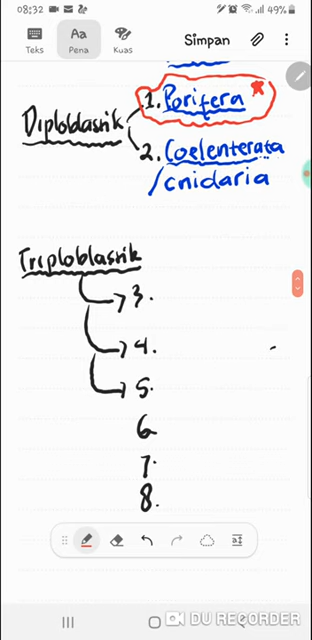 08:32 49%
Teks Aa Pena Kuas Simpan
Diploblastik 1. Porifera
2. Coelenterata
/cnidaria
Triploblastik
3.
4.
5.
6
7.
8.
DU RECORDER